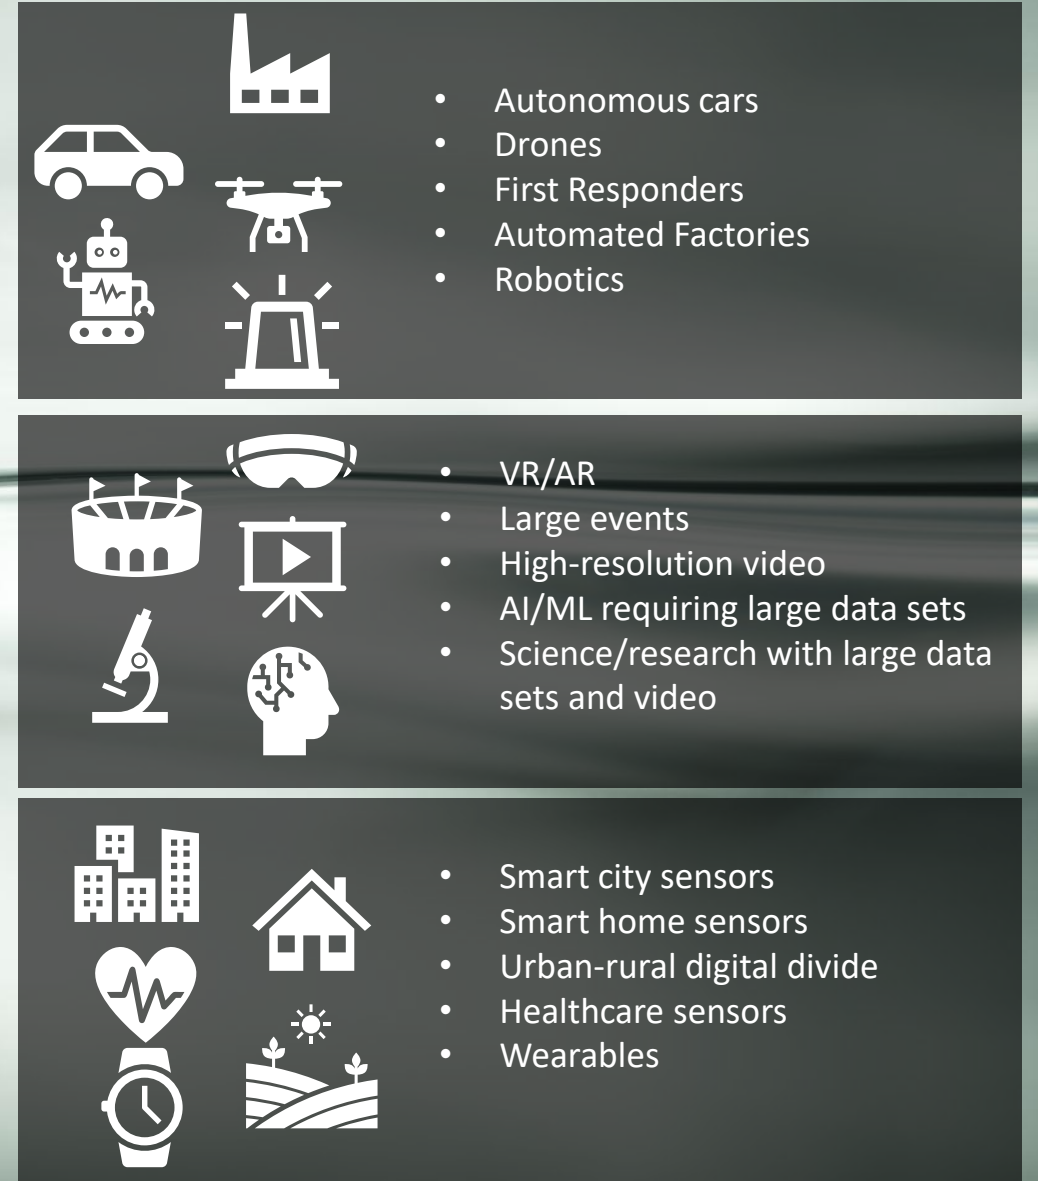 • Autonomous cars
• Drones
• First Responders
• Automated Factories
• Robotics
• VR/AR
• Large events
• High-resolution video
• AI/ML requiring large data sets
• Science/research with large data
sets and video
• Smart city sensors
• Smart home sensors
• Urban-rural digital divide
• Healthcare sensors
• Wearables